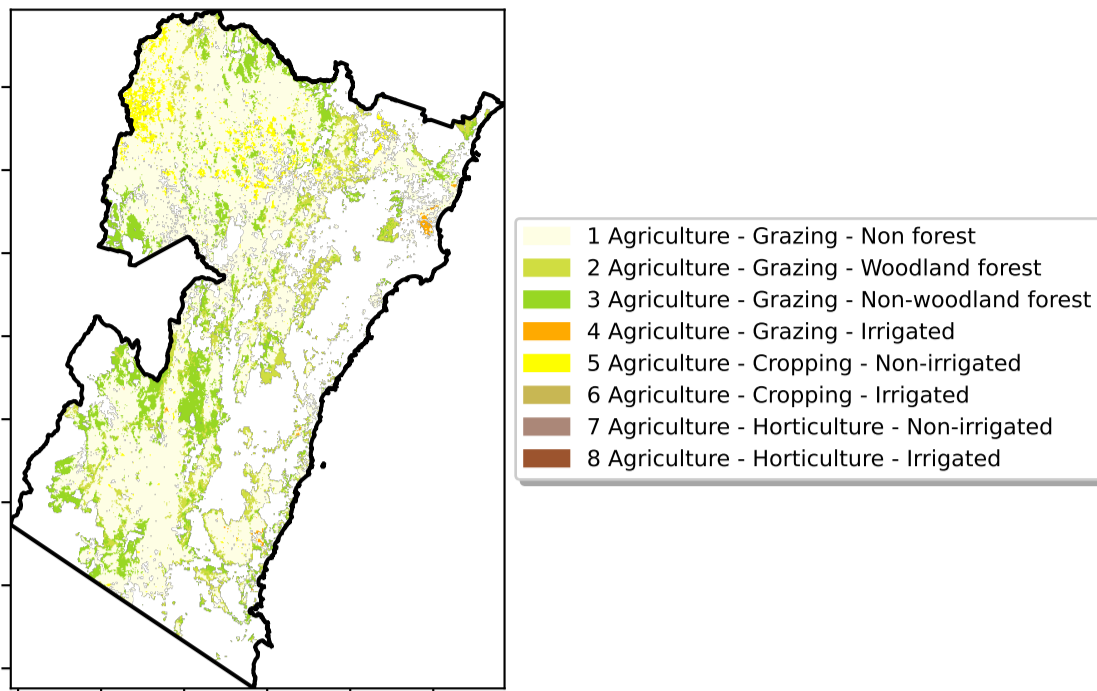 1 Agriculture - Grazing - Non forest
2 Agriculture - Grazing - Woodland forest
3 Agriculture - Grazing - Non-woodland forest
4 Agriculture - Grazing - Irrigated
5 Agriculture - Cropping - Non-irrigated
6 Agriculture - Cropping - Irrigated
7 Agriculture - Horticulture - Non-irrigated
8 Agriculture - Horticulture - Irrigated